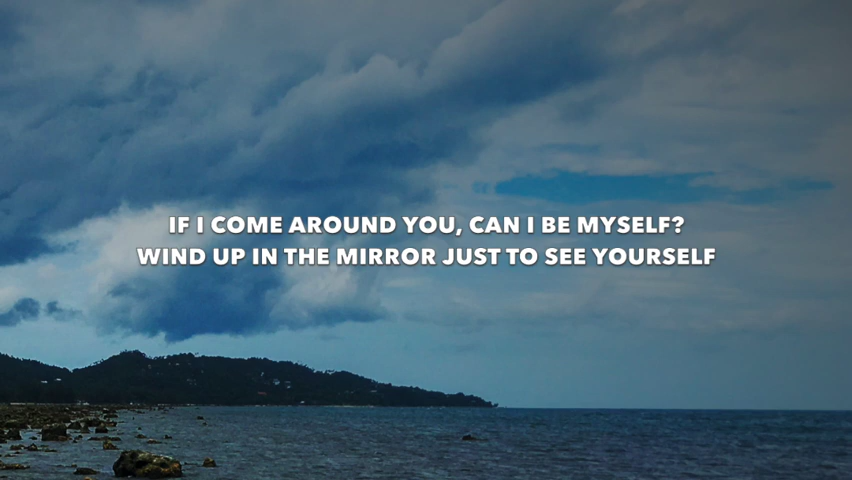 IF I COME AROUND YOU, CAN I BE MYSELF?
WIND UP IN THE MIRROR JUST TO SEE YOURSELF